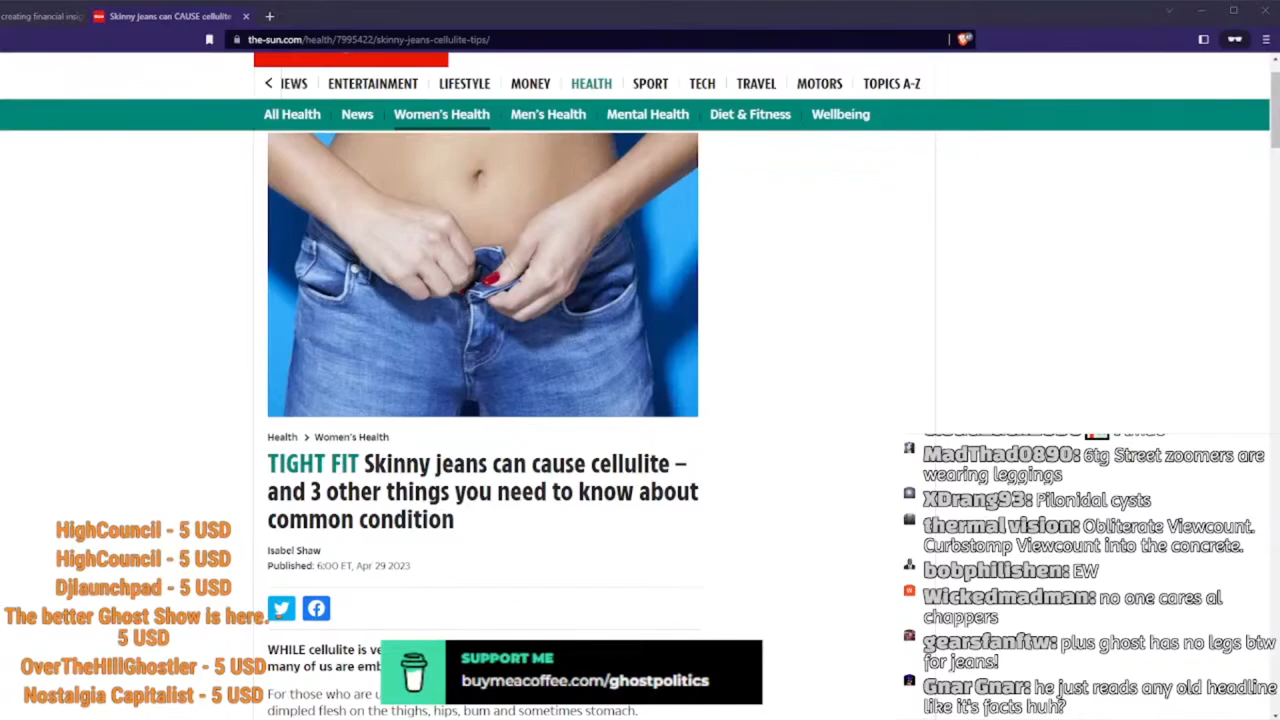 creating financial insig
Skinny Jeans can CAUSE cellulite
the-sun.com/health/7995422/skinny-jeans-cellulite-tips/
IEWS ENTERTAINMENT LIFESTYLE MONEY HEALTH SPORT TECH TRAVEL MOTORS TOPICS A-Z
All Health News Women's Health Men's Health Mental Health Diet & Fitness Wellbeing
Health > Women's Health
TIGHT FIT Skinny jeans can cause cellulite –
and 3 other things you need to know about
common condition
Isabel Shaw
Published: 6:00 ET, Apr 29 2023
WHILE cellulite is ve
many of us are emb
For those who are u
dimpled flesh on the thighs, hips, bum and sometimes stomach.
SUPPORT ME
buymeacoffee.com/ghostpolitics
HighCouncil - 5 USD
HighCouncil - 5 USD
Djlaunchpad - 5 USD
The better Ghost Show is here. -
5 USD
OverTheHillGhostler - 5 USD
Nostalgia Capitalist - 5 USD
MadThad0890: 6tg Street zoomers are
wearing leggings
XDrang93: Pilonidal cysts
thermal vision: Obliterate Viewcount.
Curbstomp Viewcount into the concrete.
bobphilishen: EW
Wickedmadman: no one cares al
chappers
gearsfanftw: plus ghost has no legs btw
for jeans!
Gnar Gnar: he just reads any old headline
like it's facts huh?